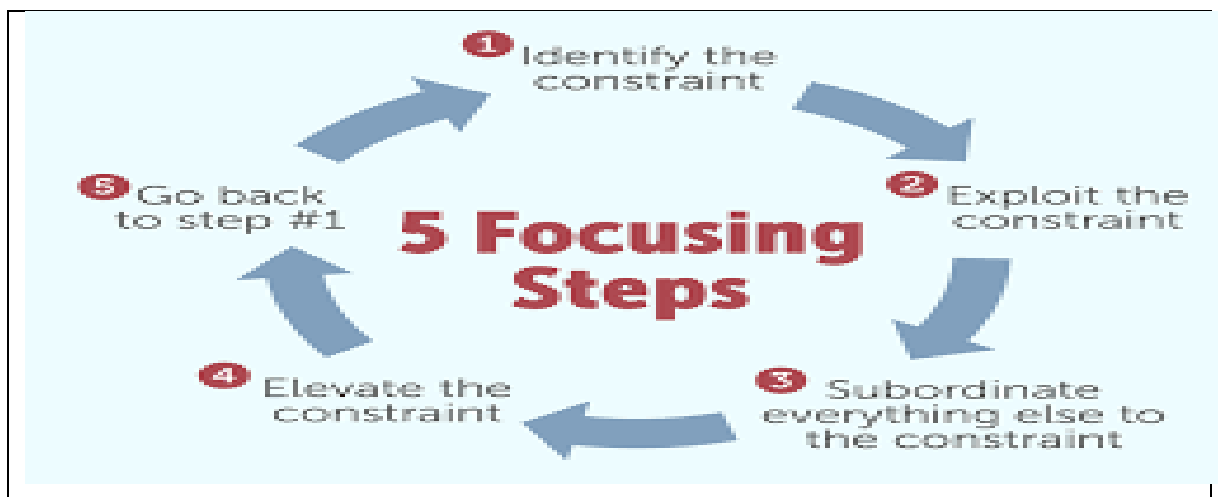 1 Identify the
constraint
2 Exploit the
constraint
3 Subordinate
everything else to
the constraint
4 Elevate the
constraint
5 Go back
to step #1
5 Focusing
Steps